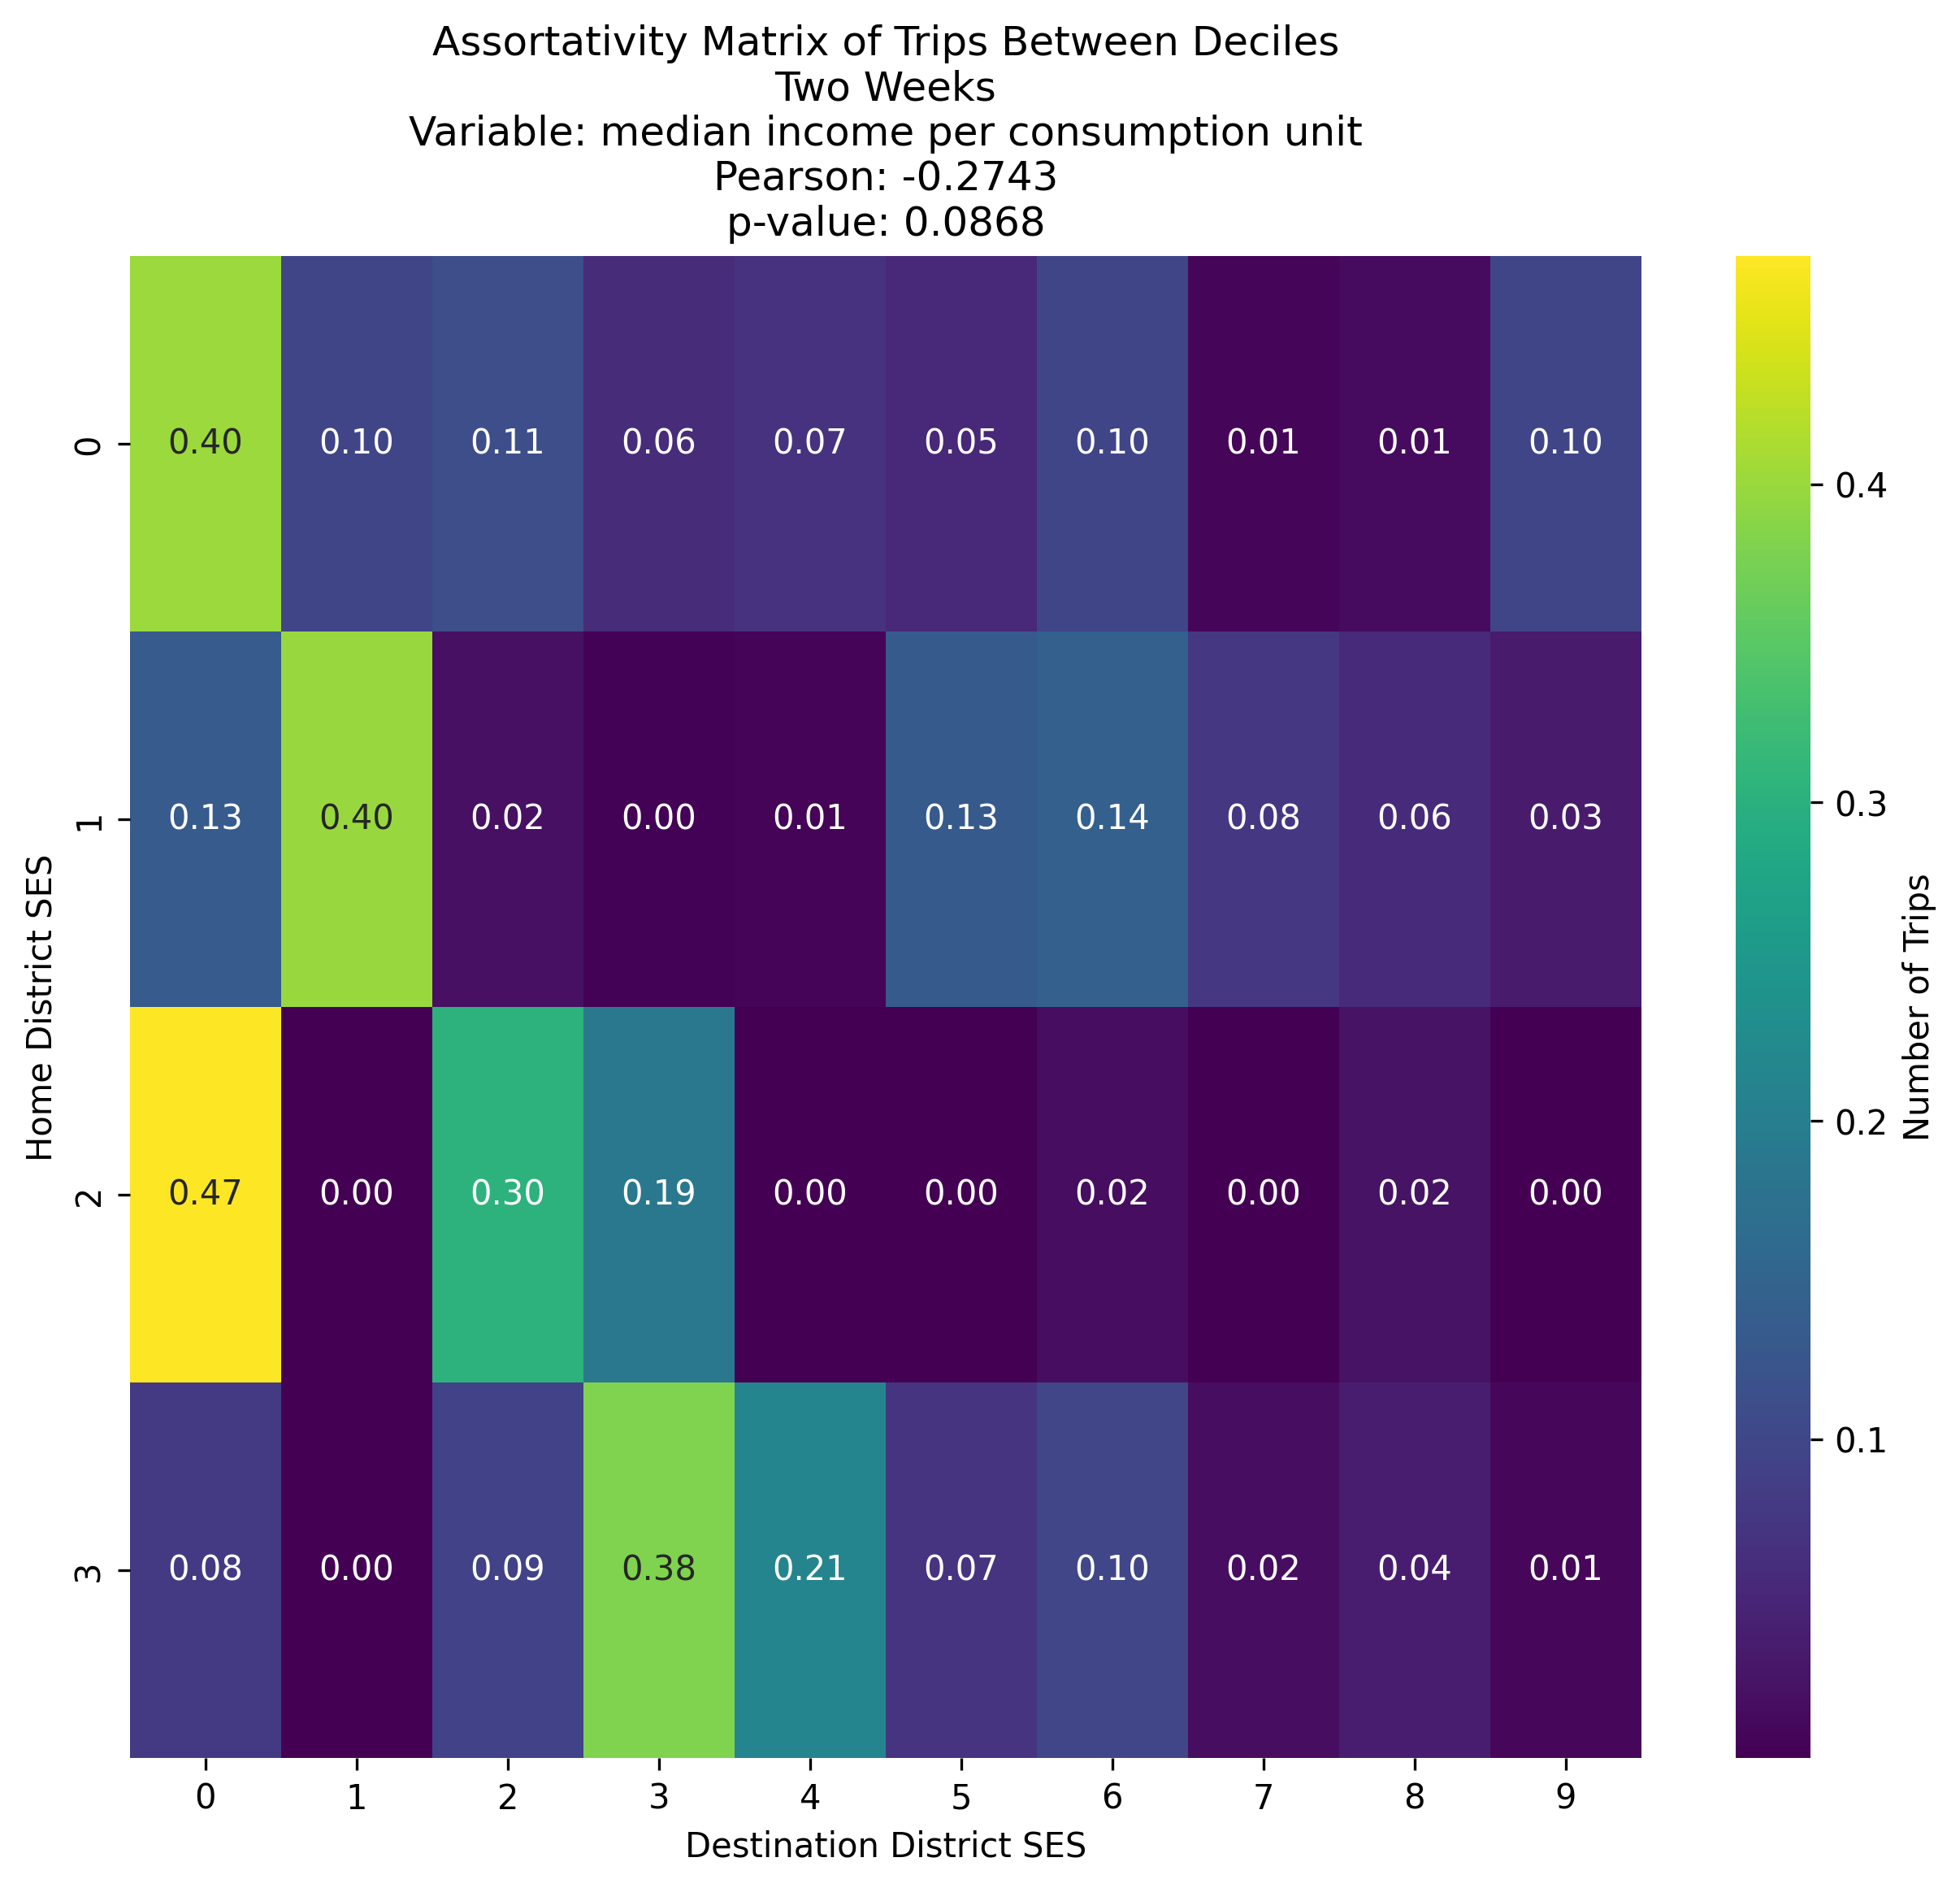 Assortativity Matrix of Trips Between Deciles
Two Weeks
Variable: median income per consumption unit
Pearson: -0.2743
p-value: 0.0868
0 0.40 0.10 0.11 0.06 0.07 0.05 0.10 0.01 0.01 0.10
1 0.13 0.40 0.02 0.00 0.01 0.13 0.14 0.08 0.06 0.03
2 0.47 0.00 0.30 0.19 0.00 0.00 0.02 0.00 0.02 0.00
3 0.08 0.00 0.09 0.38 0.21 0.07 0.10 0.02 0.04 0.01
0 1 2 3 4 5 6 7 8 9
Destination District SES
Home District SES
0.4
0.3
0.2
0.1
Number of Trips